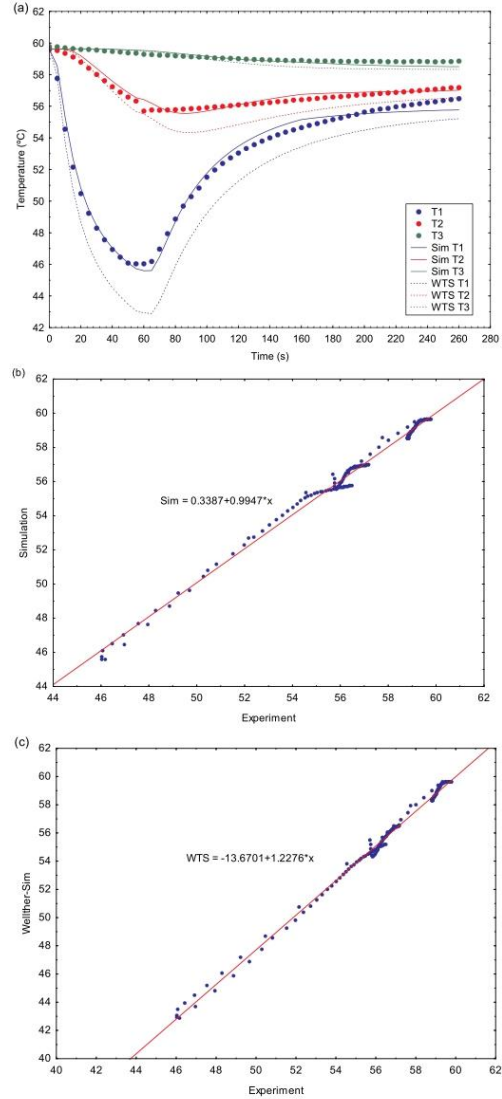 (a)
62
60
58
56
54
52
50
48
46
44
42
Temperature (ºC)
T1
T2
T3
Sim T1
Sim T2
Sim T3
WTS T1
WTS T2
WTS T3
0 20 40 60 80 100 120 140 160 180 200 220 240 260 280
Time (s)
(b)
62
60
58
56
54
52
50
48
46
44
Simulation
Sim = 0.3387+0.9947*x
44 46 48 50 52 54 56 58 60 62
Experiment
(c)
62
60
58
56
54
52
50
48
46
44
42
40
Wellther-Sim
WTS = -13.6701+1.2276*x
40 42 44 46 48 50 52 54 56 58 60 62
Experiment